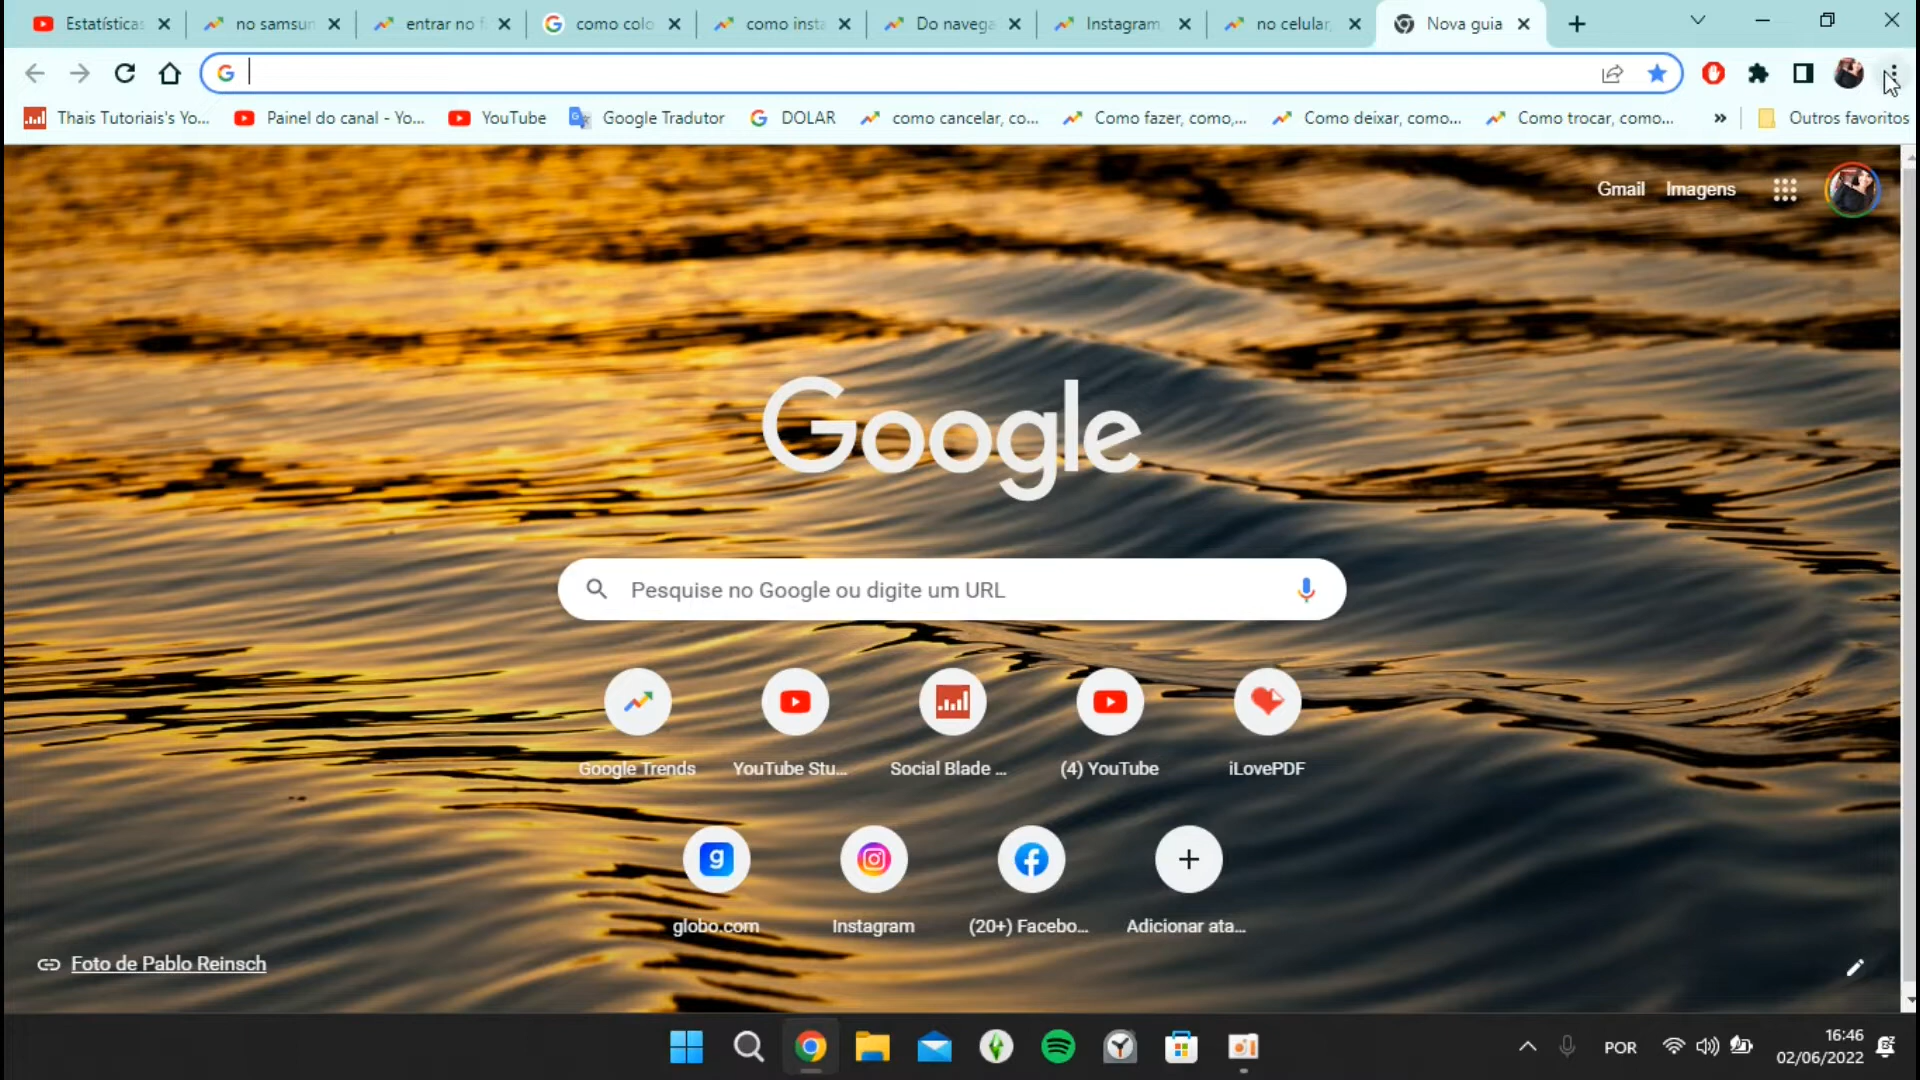 Estatísticas
no samsun
entrar no f
como colo
como insta
Do navega
Instagram,
no celular,
Nova guia
Thais Tutoriais's Yo...
Painel do canal - Yo...
YouTube
Google Tradutor
DOLAR
como cancelar, co...
Como fazer, como,...
Como deixar, como...
Como trocar, como...
»
Outros favoritos
Gmail
Imagens
Google
Pesquise no Google ou digite um URL
Google Trends
YouTube Stu...
Social Blade ...
(4) YouTube
iLovePDF
globo.com
Instagram
(20+) Facebo...
Adicionar ata...
Foto de Pablo Reinsch
POR
16:46
02/06/2022